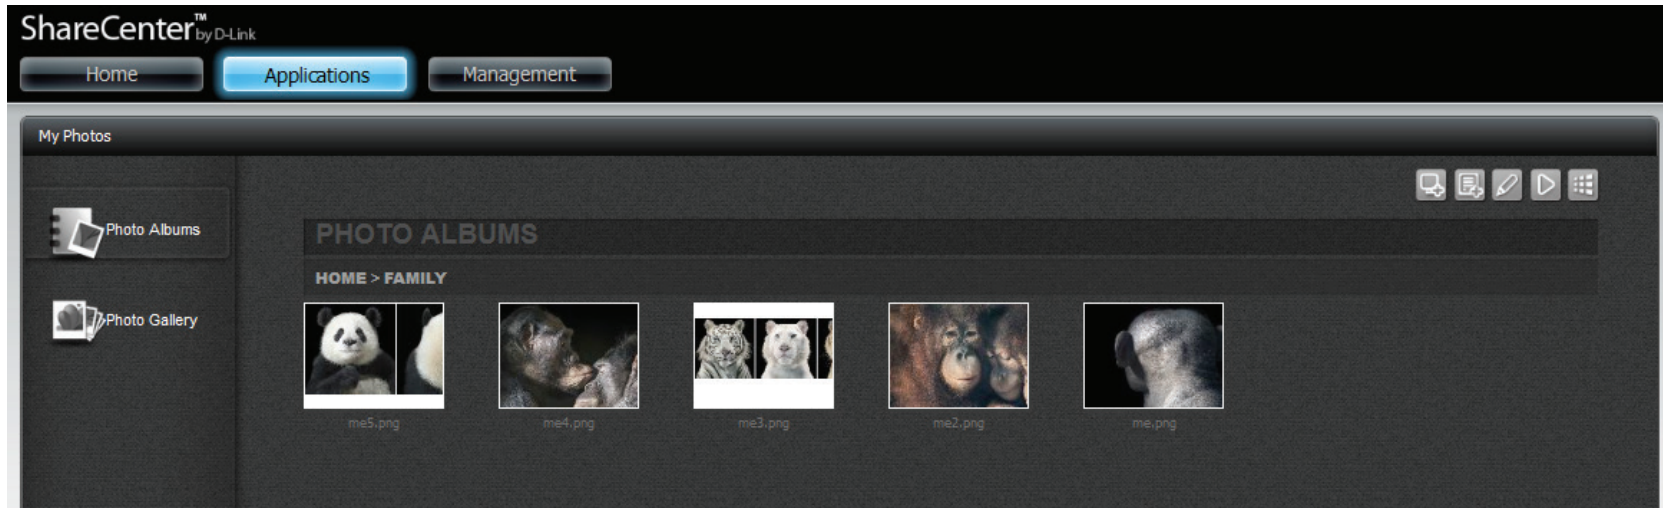 ShareCenter™ by D-Link
Home Applications Management
My Photos
Photo Albums
Photo Gallery
PHOTO ALBUMS
HOME > FAMILY
me5.png me4.png me3.png me2.png me.png